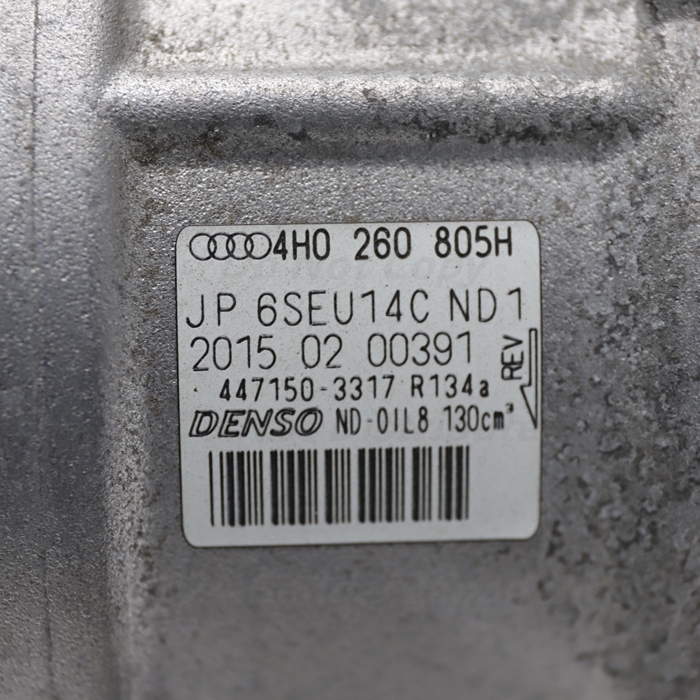 4H0 260 805H
JP 6SEU14C ND1
2015 02 00391
REV
447150-3317 R134a
DENSO ND-OIL8 130cm³